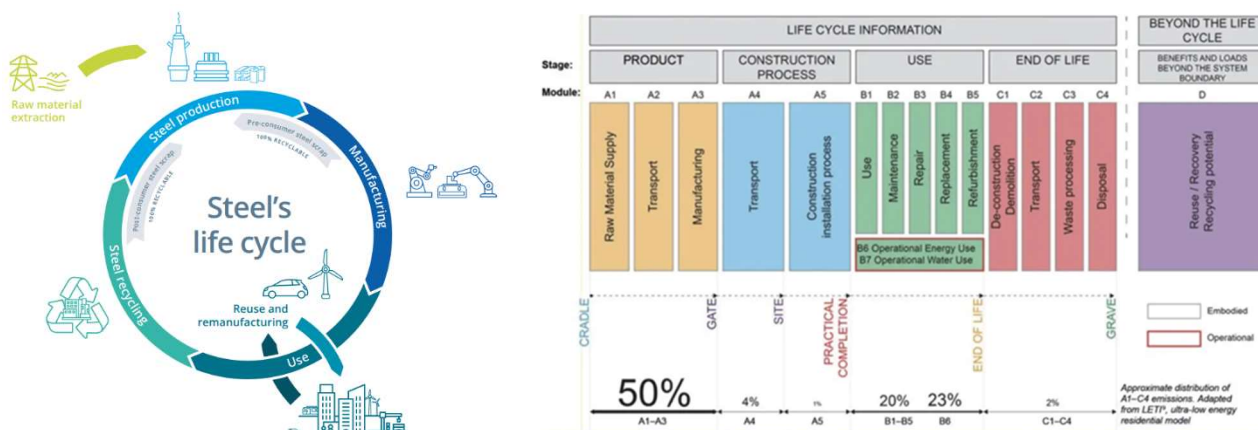 Raw material
extraction
Steel production
Pre-consumer steel scrap
100% RECYCLABLE
Manufacturing
Post-consumer steel scrap
100% RECYCLABLE
Steel's
life cycle
Steel recycling
Reuse and
remanufacturing
Use
LIFE CYCLE INFORMATION
BEYOND THE LIFE
CYCLE
Stage:
PRODUCT
CONSTRUCTION
PROCESS
USE
END OF LIFE
BENEFITS AND LOADS
BEYOND THE SYSTEM
BOUNDARY
Module:
A1
A2
A3
A4
A5
B1
B2
B3
B4
B5
C1
C2
C3
C4
D
Raw Material Supply
Transport
Manufacturing
Transport
Construction
installation process
Use
Maintenance
Repair
Replacement
Refurbishment
De-construction
Demolition
Transport
Waste processing
Disposal
Reuse / Recovery
Recycling potential
B6 Operational Energy Use
B7 Operational Water Use
CRADLE
GATE
SITE
PRACTICAL
COMPLETION
END OF LIFE
GRAVE
Embodied
Operational
50%
4%
1%
20%
23%
2%
A1–A3
A4
A5
B1–B5
B6
C1–C4
Approximate distribution of
A1–C4 emissions. Adapted
from LETI⁹, ultra-low energy
residential model